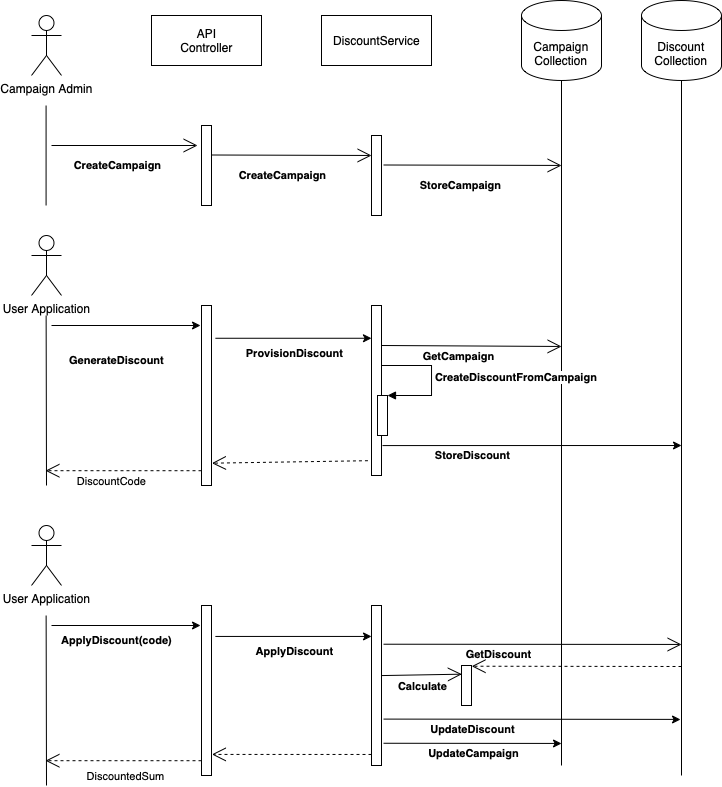 API
Controller
DiscountService
Campaign
Collection
Discount
Collection
Campaign Admin
CreateCampaign
CreateCampaign
StoreCampaign
User Application
GenerateDiscount
ProvisionDiscount
GetCampaign
CreateDiscountFromCampaign
StoreDiscount
DiscountCode
User Application
ApplyDiscount(code)
ApplyDiscount
GetDiscount
Calculate
UpdateDiscount
UpdateCampaign
DiscountedSum